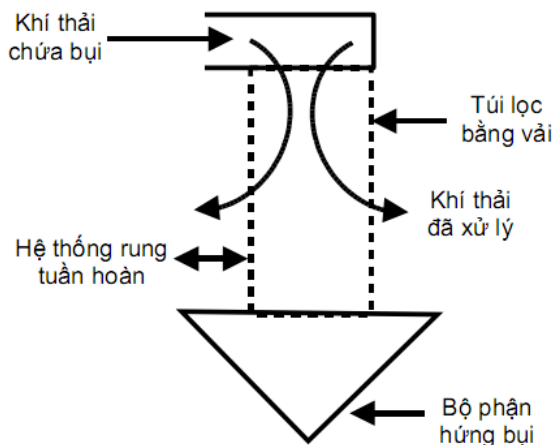 Khí thải
chứa bụi
Túi lọc
bằng vải
Khí thải
đã xử lý
Hệ thống rung
tuần hoàn
Bộ phận
hứng bụi